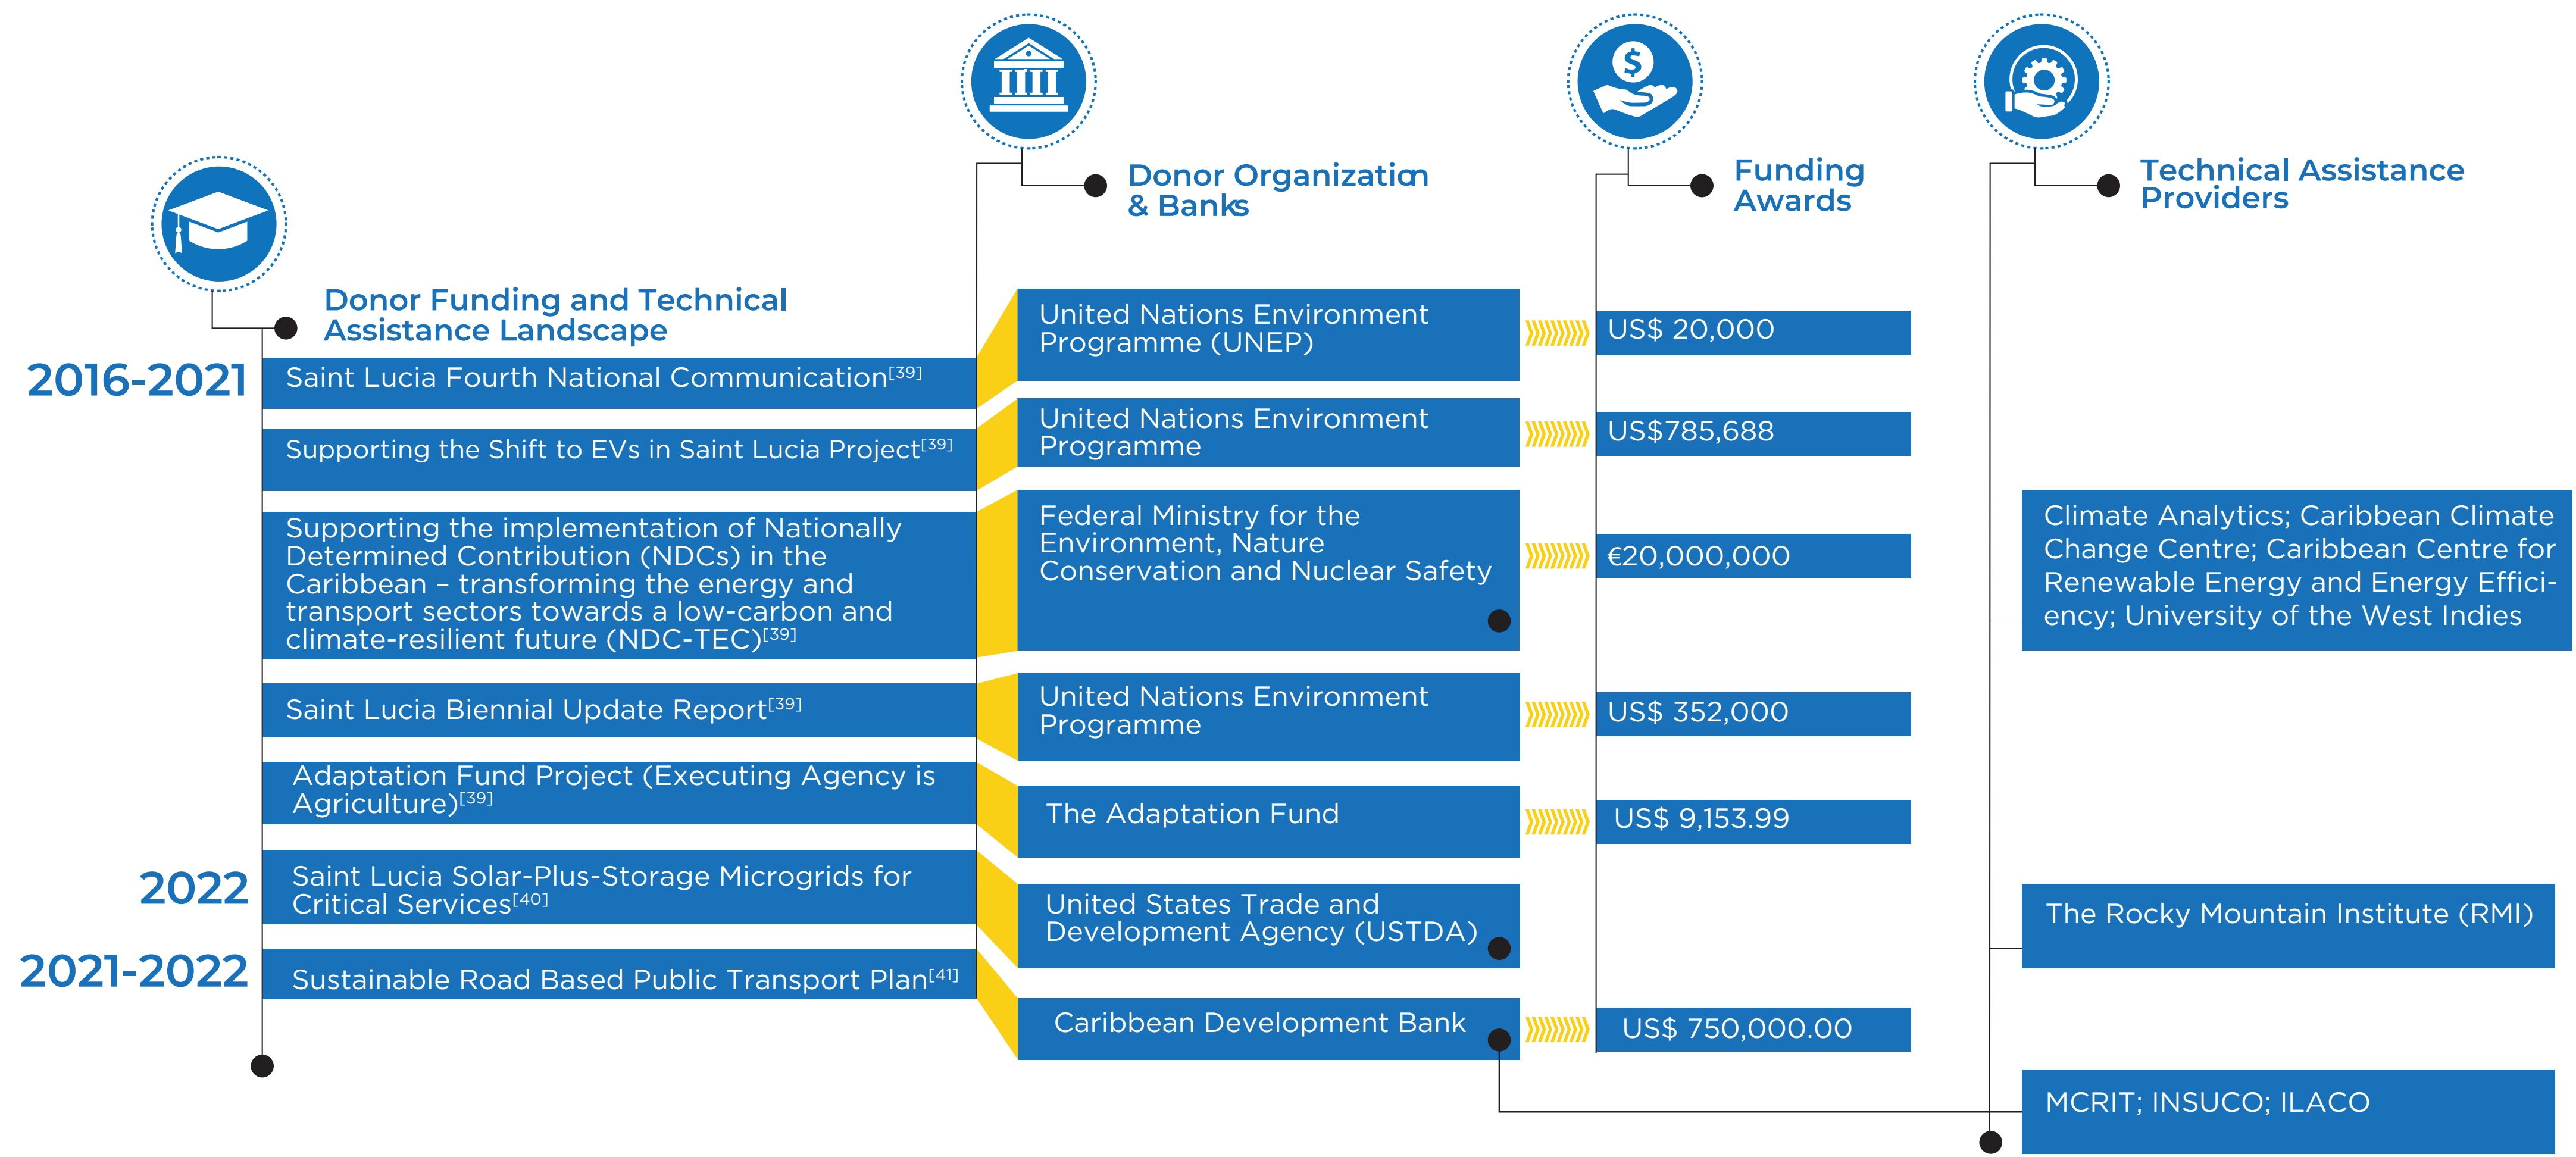 Donor Funding and Technical
Assistance Landscape
Donor Organization
& Banks
Funding
Awards
Technical Assistance
Providers
2016-2021
Saint Lucia Fourth National Communication[39]
United Nations Environment
Programme (UNEP)
US$ 20,000
Supporting the Shift to EVs in Saint Lucia Project[39]
United Nations Environment
Programme
US$785,688
Supporting the implementation of Nationally
Determined Contribution (NDCs) in the
Caribbean – transforming the energy and
transport sectors towards a low-carbon and
climate-resilient future (NDC-TEC)[39]
Federal Ministry for the
Environment, Nature
Conservation and Nuclear Safety
€20,000,000
Climate Analytics; Caribbean Climate
Change Centre; Caribbean Centre for
Renewable Energy and Energy Effici-
ency; University of the West Indies
Saint Lucia Biennial Update Report[39]
United Nations Environment
Programme
US$ 352,000
Adaptation Fund Project (Executing Agency is
Agriculture)[39]
The Adaptation Fund
US$ 9,153.99
2022
Saint Lucia Solar-Plus-Storage Microgrids for
Critical Services[40]
United States Trade and
Development Agency (USTDA)
The Rocky Mountain Institute (RMI)
2021-2022
Sustainable Road Based Public Transport Plan[41]
Caribbean Development Bank
US$ 750,000.00
MCRIT; INSUCO; ILACO